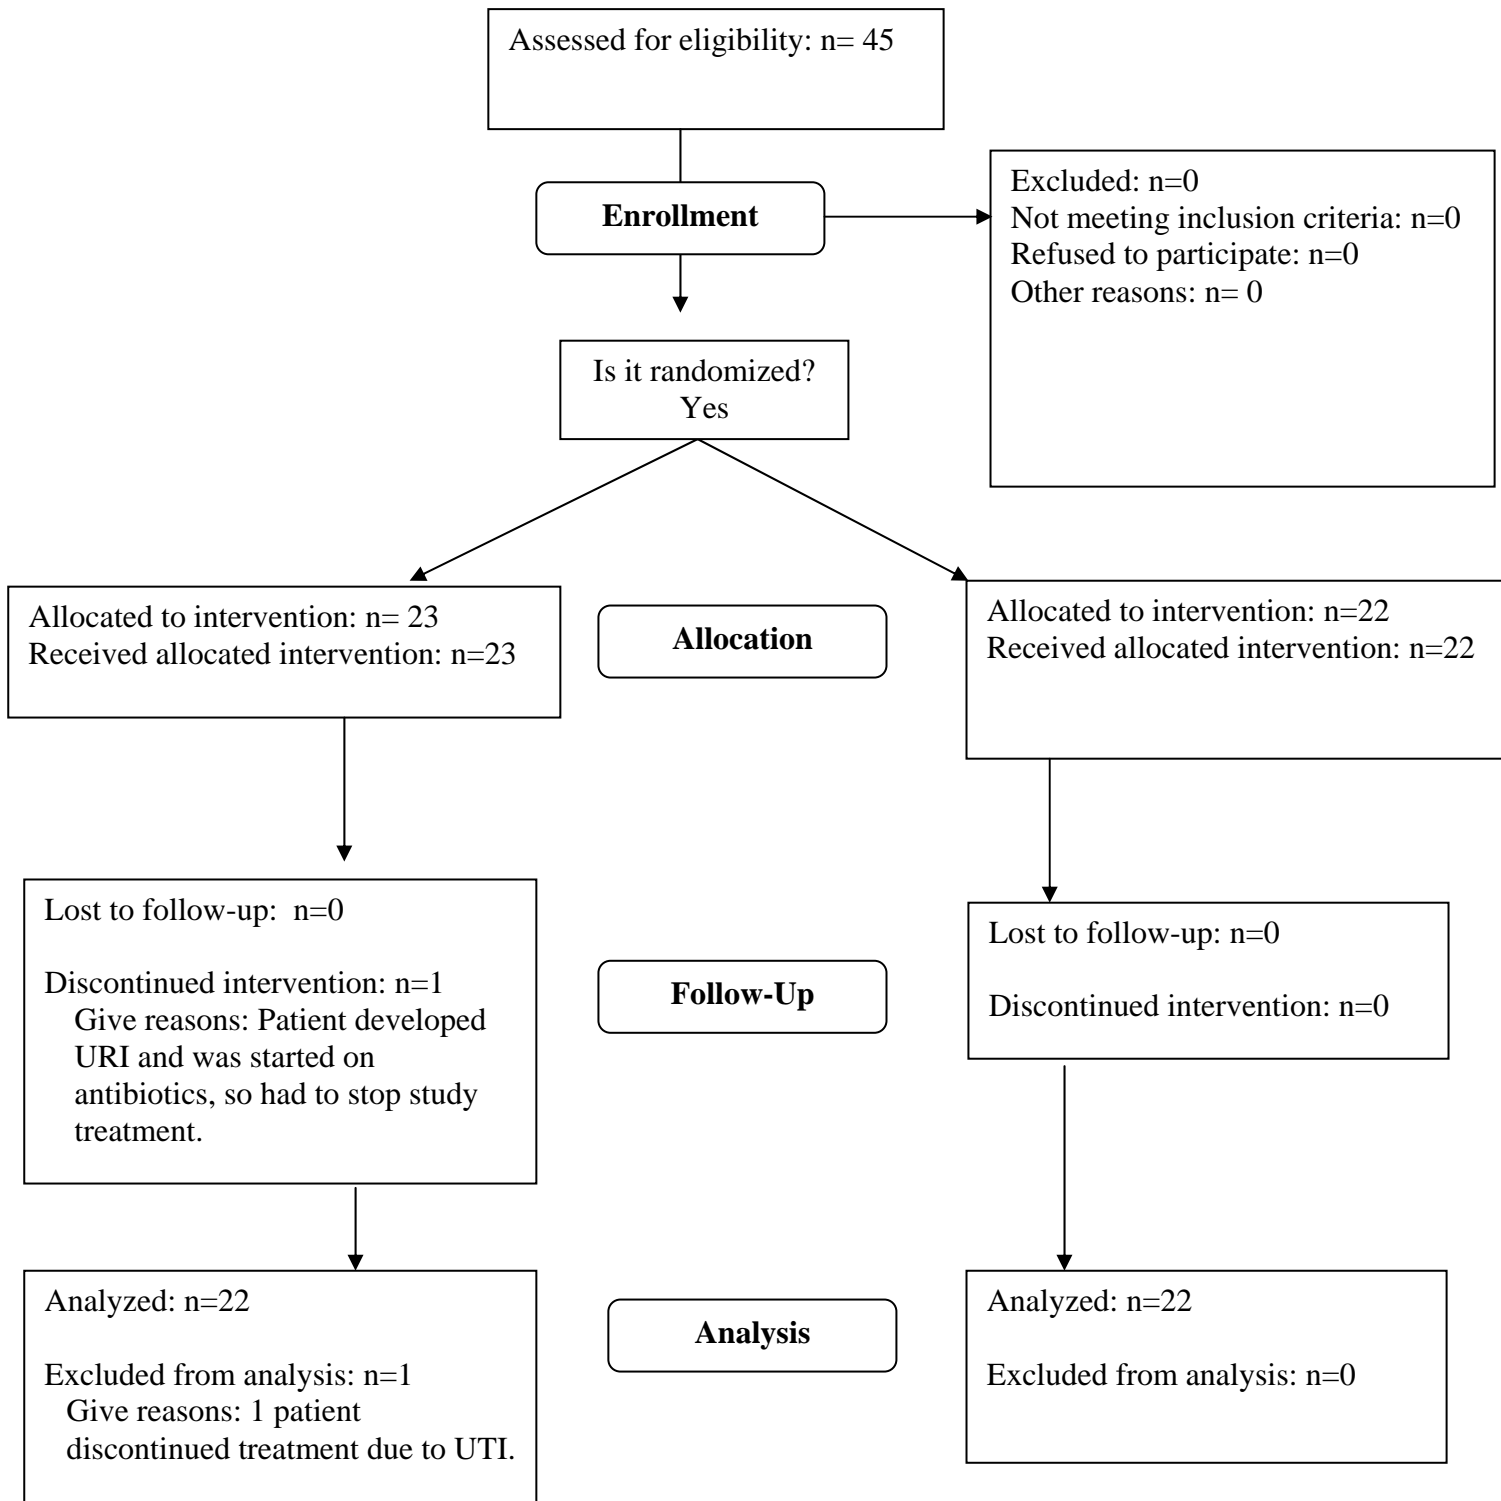 Assessed for eligibility: n= 45
Enrollment
Excluded: n=0
Not meeting inclusion criteria: n=0
Refused to participate: n=0
Other reasons: n= 0
Is it randomized?
Yes
Allocated to intervention: n= 23
Received allocated intervention: n=23
Allocation
Allocated to intervention: n=22
Received allocated intervention: n=22
Lost to follow-up:  n=0
Discontinued intervention: n=1
Give reasons: Patient developed
URI and was started on
antibiotics, so had to stop study
treatment.
Follow-Up
Lost to follow-up: n=0
Discontinued intervention: n=0
Analyzed: n=22
Excluded from analysis: n=1
Give reasons: 1 patient
discontinued treatment due to UTI.
Analysis
Analyzed: n=22
Excluded from analysis: n=0